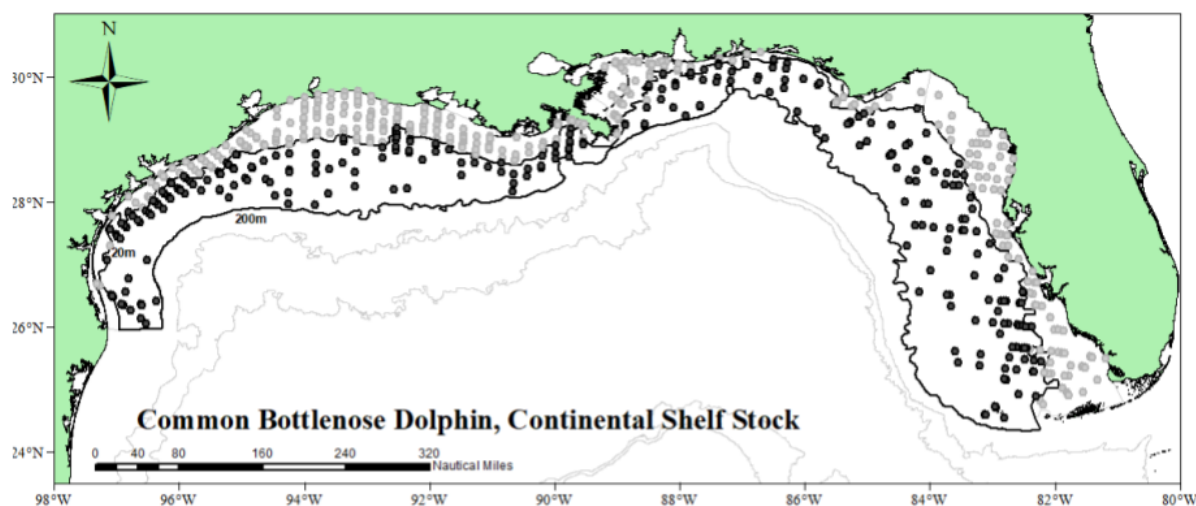 N
30°N
28°N
26°N
24°N
200m
20m
Common Bottlenose Dolphin, Continental Shelf Stock
0 40 80 160 240 320
Nautical Miles
98°W 96°W 94°W 92°W 90°W 88°W 86°W 84°W 82°W 80°W